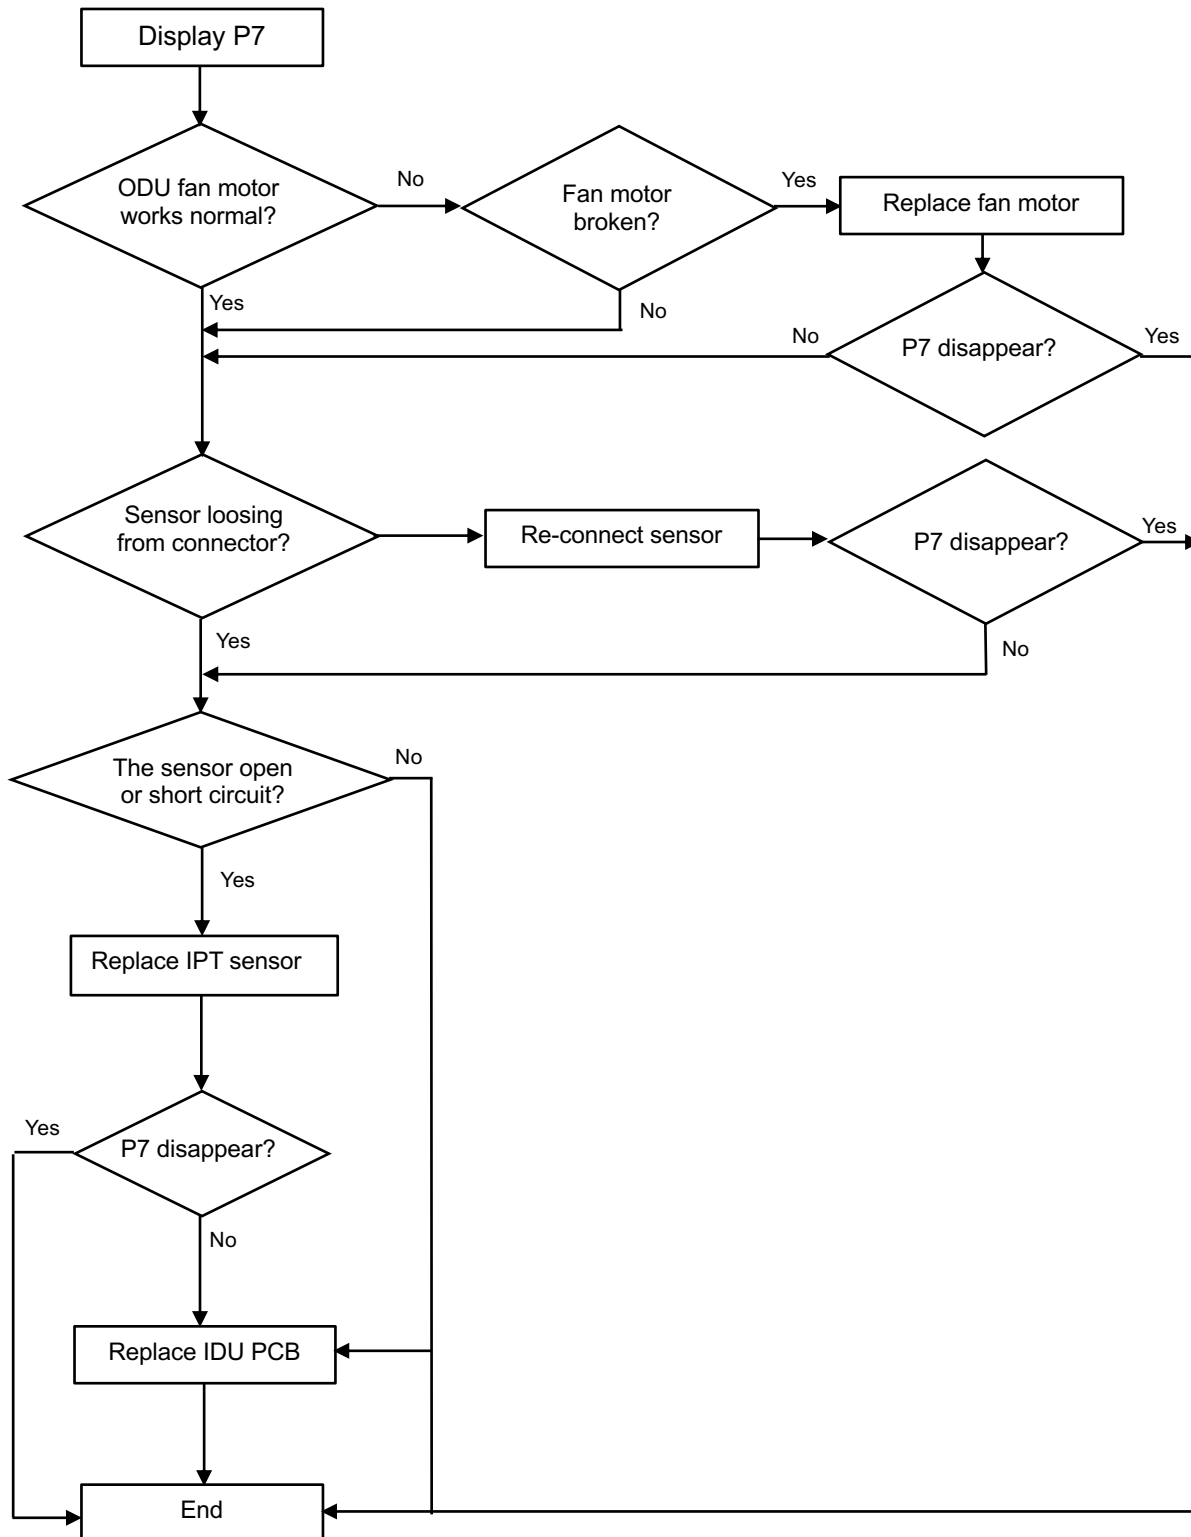 Display P7
ODU fan motor
works normal?
No
Fan motor
broken?
Yes
Replace fan motor
Yes
No
No
P7 disappear?
Yes
Sensor loosing
from connector?
Re-connect sensor
P7 disappear?
Yes
Yes
No
The sensor open
or short circuit?
No
Yes
Replace IPT sensor
Yes
P7 disappear?
No
Replace IDU PCB
End